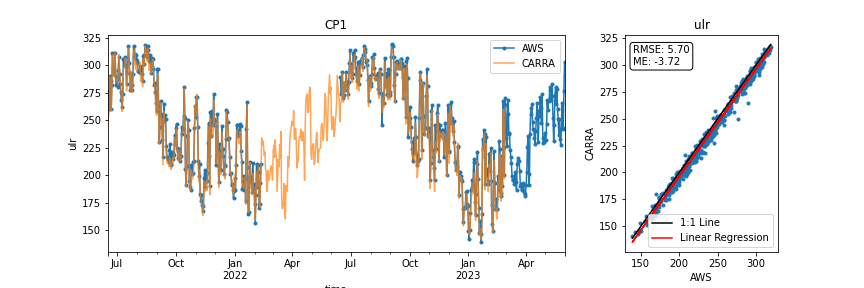 CP1
ulr
325
300
275
250
225
200
175
150
ulr
AWS
CARRA
Jul
Oct
Jan
2022
Apr
Jul
Oct
Jan
2023
Apr
time
325
300
275
250
225
200
175
150
CARRA
RMSE: 5.70
ME: -3.72
1:1 Line
Linear Regression
150
200
250
300
AWS